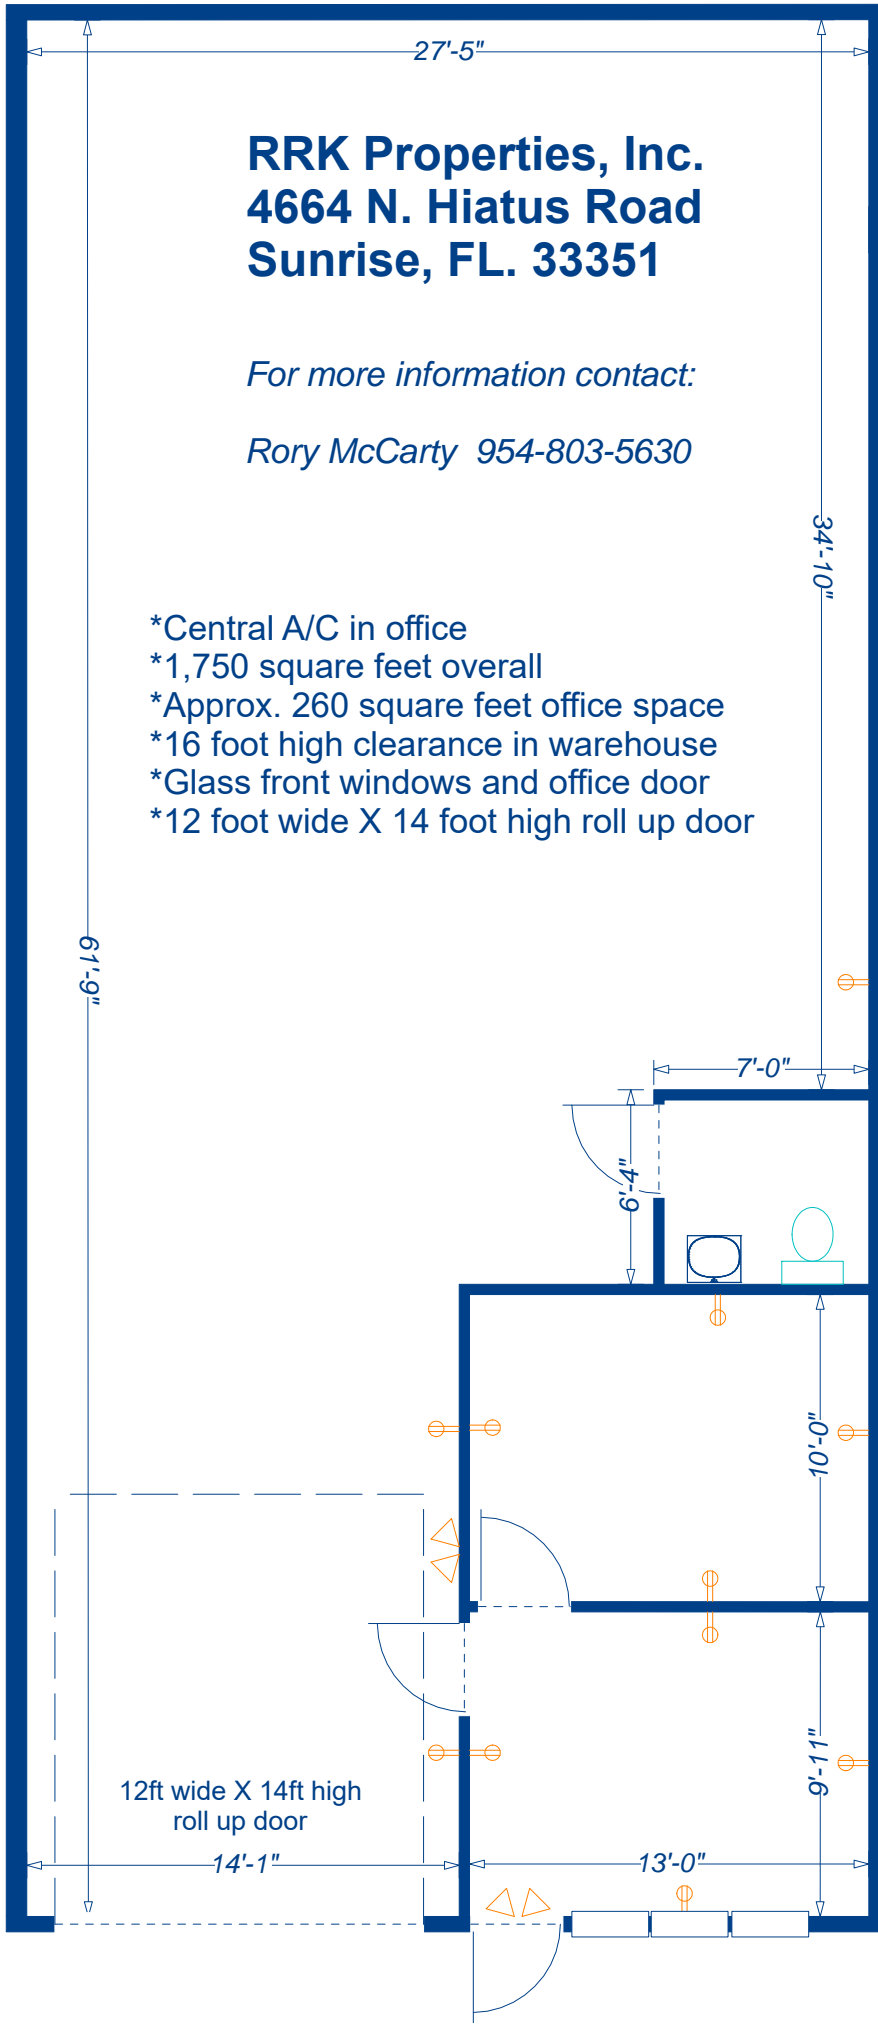 27'-5"
RRK Properties, Inc.
4664 N. Hiatus Road
Sunrise, FL. 33351
For more information contact:
Rory McCarty 954-803-5630
34'-10"
*Central A/C in office
*1,750 square feet overall
*Approx. 260 square feet office space
*16 foot high clearance in warehouse
*Glass front windows and office door
*12 foot wide X 14 foot high roll up door
61'-9"
7'-0"
6'-4"
10'-0"
9'-11"
12ft wide X 14ft high
roll up door
14'-1"
13'-0"